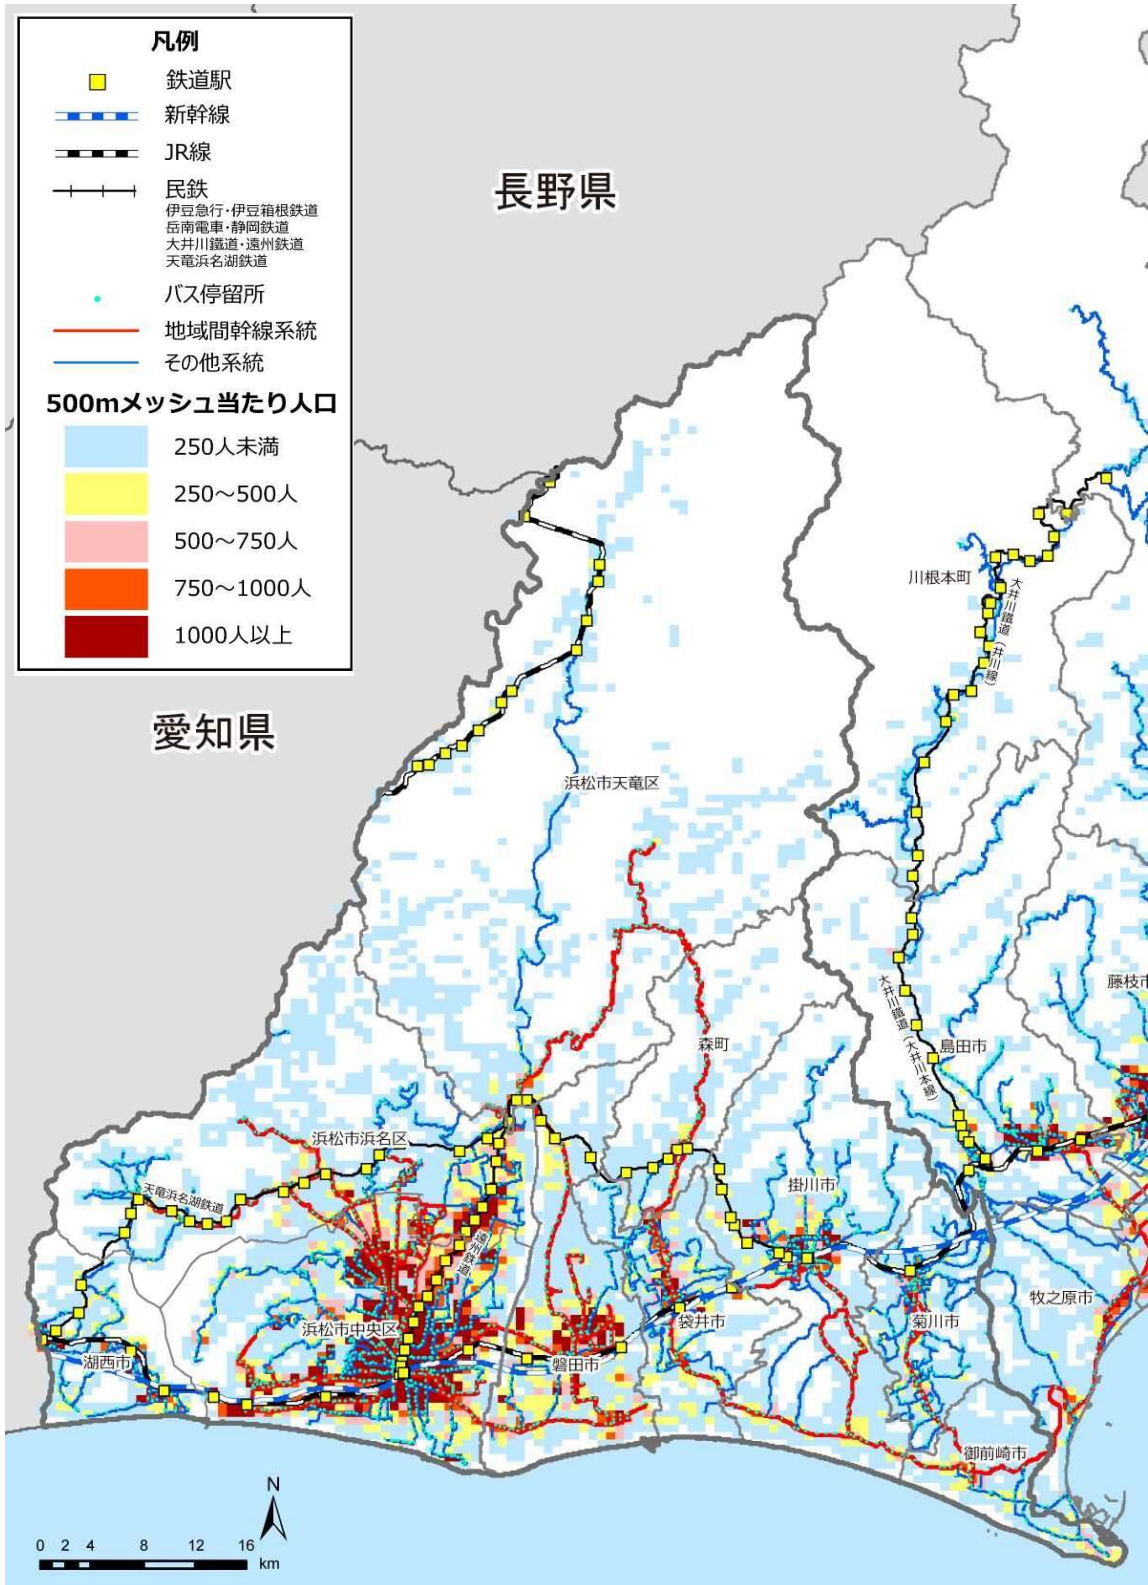 凡例
鉄道駅
新幹線
JR線
民鉄
伊豆急行・伊豆箱根鉄道
岳南電車・静岡鉄道
大井川鐵道・遠州鉄道
天竜浜名湖鉄道
バス停留所
地域間幹線系統
その他系統
500mメッシュ当たり人口
250人未満
250～500人
500～750人
750～1000人
1000人以上
長野県
愛知県
川根本町
大井川鐵道(井川線)
浜松市天竜区
藤枝市
大井川鐵道(大井川本線)
島田市
森町
浜松市浜名区
天竜浜名湖鉄道
掛川市
遠州鉄道
牧之原市
浜松市中央区
袋井市
菊川市
湖西市
磐田市
御前崎市
N
0 2 4 8 12 16
km